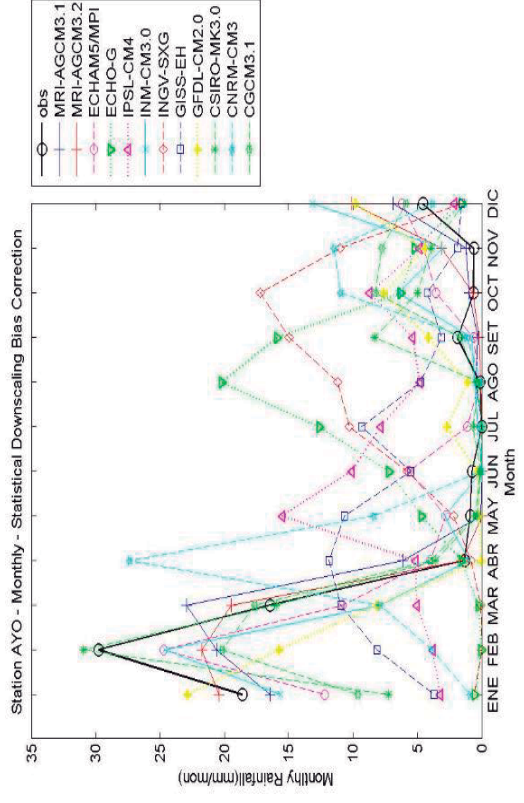 Station AYO - Monthly - Statistical Downscaling Bias Correction
Monthy Rainfall(mm/mon)
35
30
25
20
15
10
5
0
ENE FEB MAR ABR MAY JUN JUL AGO SET OCT NOV DIC
Month
obs
MRI-AGCM3.1
MRI-AGCM3.2
ECHAM5/MPI
ECHO-G
IPSL-CM4
INM-CM3.0
INGV-SXG
GISS-EH
GFDL-CM2.0
CSIRO-MK3.0
CNRM-CM3
CGCM3.1